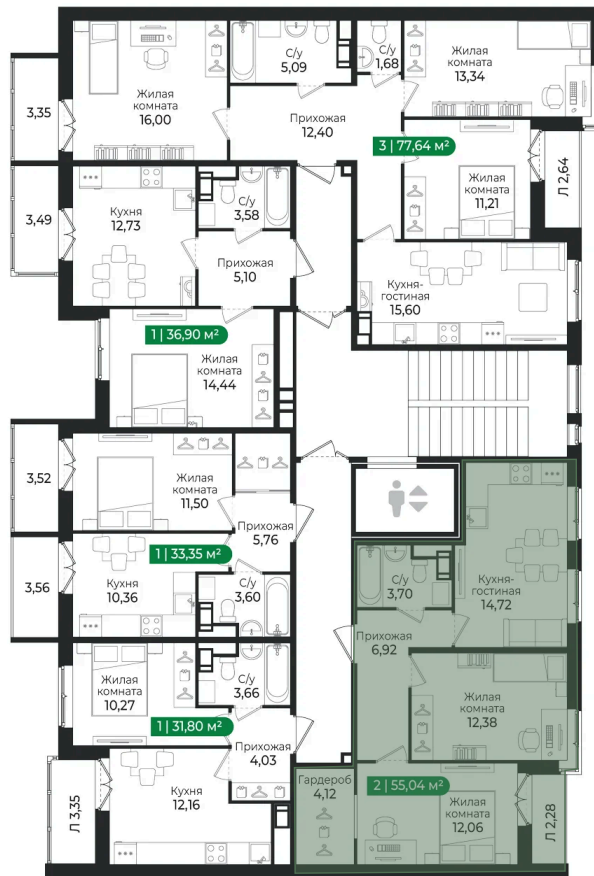 С/у
5,09
С/у
1,68
Жилая
комната
13,34
Жилая
комната
16,00
3,35
Прихожая
12,40
3 | 77,64 м²
Жилая
комната
11,21
Л 2,64
3,49
Кухня
12,73
С/у
3,58
Прихожая
5,10
Кухня-
гостиная
15,60
1 | 36,90 м²
Жилая
комната
14,44
3,52
Жилая
комната
11,50
Прихожая
5,76
1 | 33,35 м²
3,56
Кухня
10,36
С/у
3,60
С/у
3,70
Кухня-
гостиная
14,72
Прихожая
6,92
Жилая
комната
10,27
С/у
3,66
Жилая
комната
12,38
1 | 31,80 м²
Прихожая
4,03
Л 3,35
Кухня
12,16
Гардероб
4,12
2 | 55,04 м²
Жилая
комната
12,06
Л 2,28